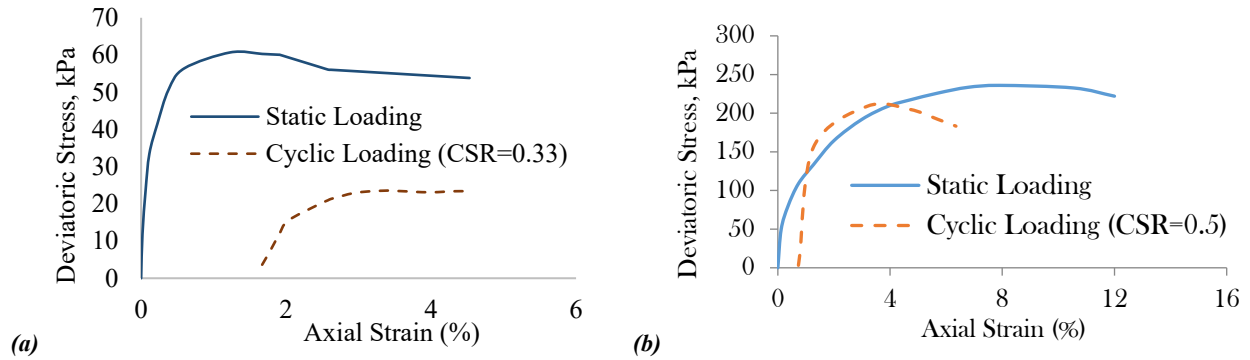 70
60
50
40
30
20
10
0
Deviatoric Stress, kPa
Static Loading
Cyclic Loading (CSR=0.33)
0 2 4 6
Axial Strain (%)
(a)
300
250
200
150
100
50
0
Deviatoric Stress, kPa
Static Loading
Cyclic Loading (CSR=0.5)
0 4 8 12 16
Axial Strain (%)
(b)